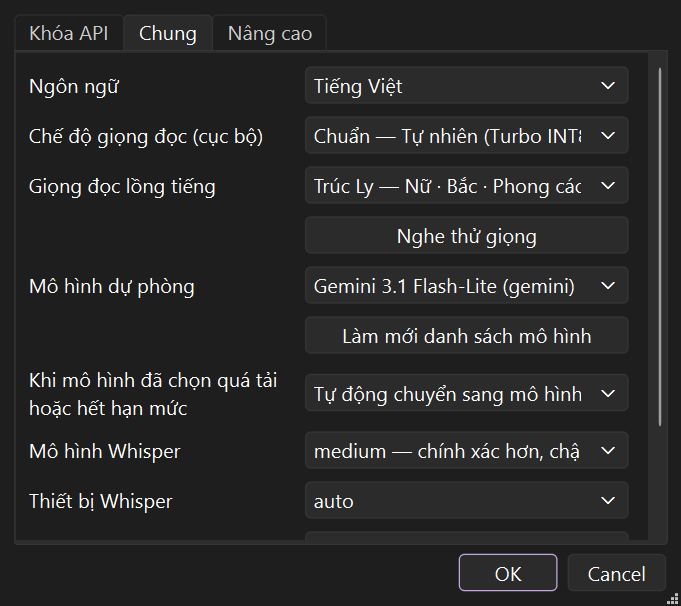 Khóa API
Chung
Nâng cao
Ngôn ngữ
Tiếng Việt
Chế độ giọng đọc (cục bộ)
Chuẩn — Tự nhiên (Turbo INT8
Giọng đọc lồng tiếng
Trúc Ly — Nữ · Bắc · Phong các
Nghe thử giọng
Mô hình dự phòng
Gemini 3.1 Flash-Lite (gemini)
Làm mới danh sách mô hình
Khi mô hình đã chọn quá tải
hoặc hết hạn mức
Tự động chuyển sang mô hình
Mô hình Whisper
medium — chính xác hơn, chậ
Thiết bị Whisper
auto
OK
Cancel